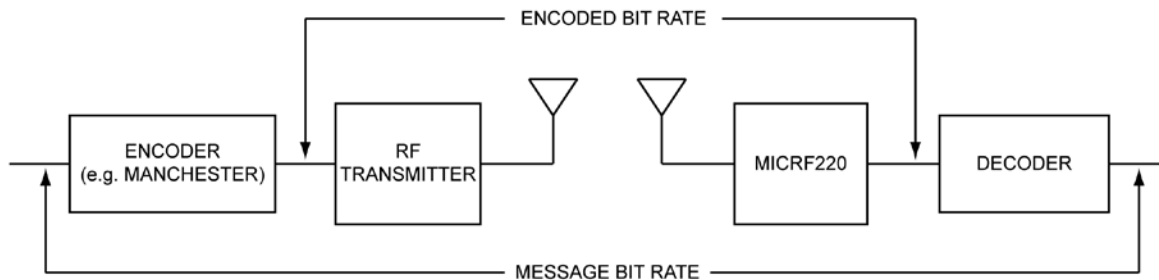 ENCODED BIT RATE
ENCODER
(e.g. MANCHESTER)
RF
TRANSMITTER
MICRF220
DECODER
MESSAGE BIT RATE